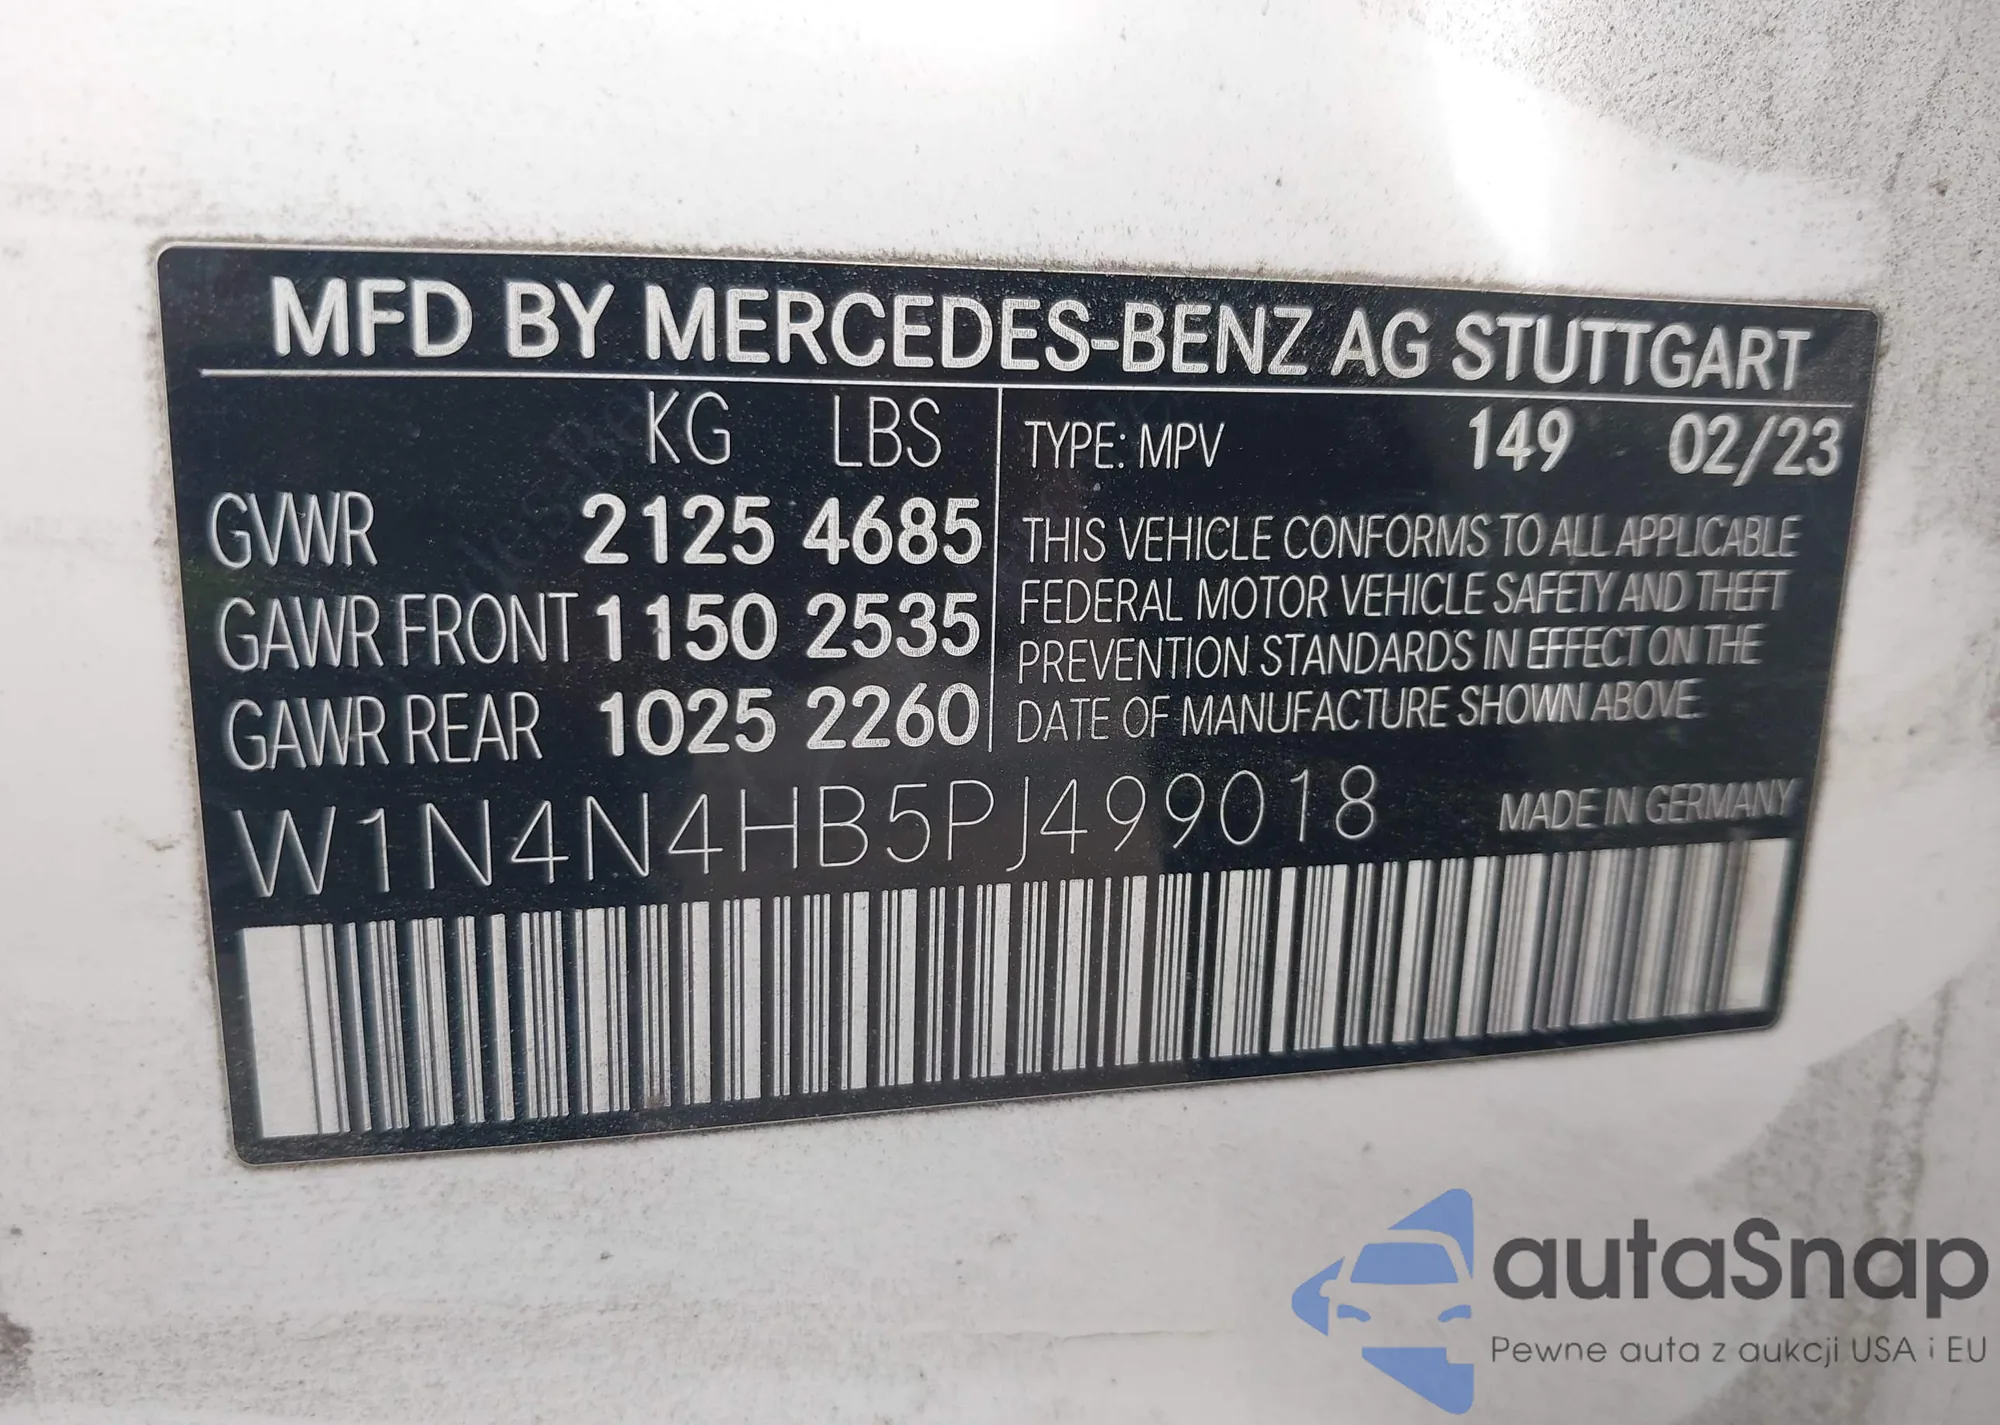 MFD BY MERCEDES-BENZ AG STUTTGART
KG LBS
GVWR 2125 4685
GAWR FRONT 1150 2535
GAWR REAR 1025 2260
TYPE: MPV 149 02/23
THIS VEHICLE CONFORMS TO ALL APPLICABLE
FEDERAL MOTOR VEHICLE SAFETY AND THEFT
PREVENTION STANDARDS IN EFFECT ON THE
DATE OF MANUFACTURE SHOWN ABOVE.
W1N4N4HB5PJ499018
MADE IN GERMANY
autaSnap
Pewne auta z aukcji USA i EU